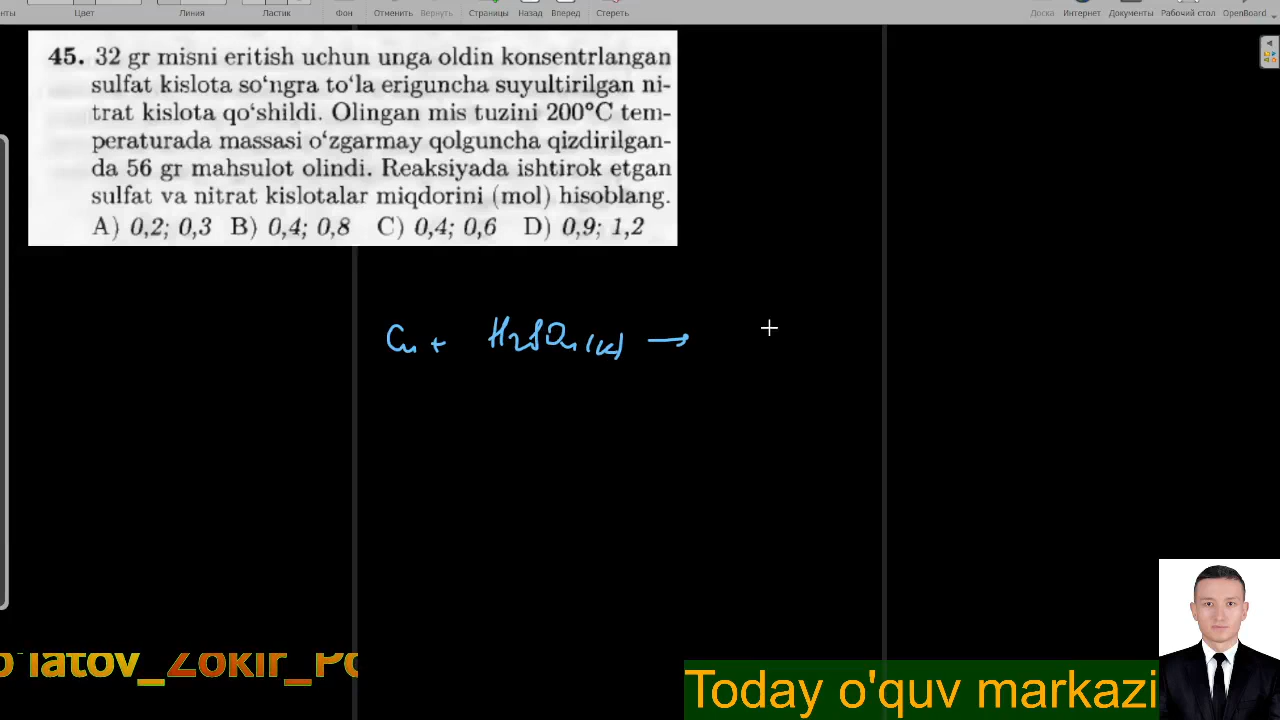 нты Цвет Линия Ластик Фон Отменить Вернуть Страницы Назад Вперед Стереть Доска Интернет Документы Рабочий стол OpenBoard
45. 32 gr misni eritish uchun unga oldin konsentrlangan
sulfat kislota so‘ngra to‘la eriguncha suyultirilgan ni-
trat kislota qo‘shildi. Olingan mis tuzini 200°C tem-
peraturada massasi o‘zgarmay qolguncha qizdirilgan-
da 56 gr mahsulot olindi. Reaksiyada ishtirok etgan
sulfat va nitrat kislotalar miqdorini (mol) hisoblang.
A) 0,2; 0,3 B) 0,4; 0,8 C) 0,4; 0,6 D) 0,9; 1,2
Cu + H2SO4 (k) →
o'latov_Zokir_Po
Today o'quv markazi